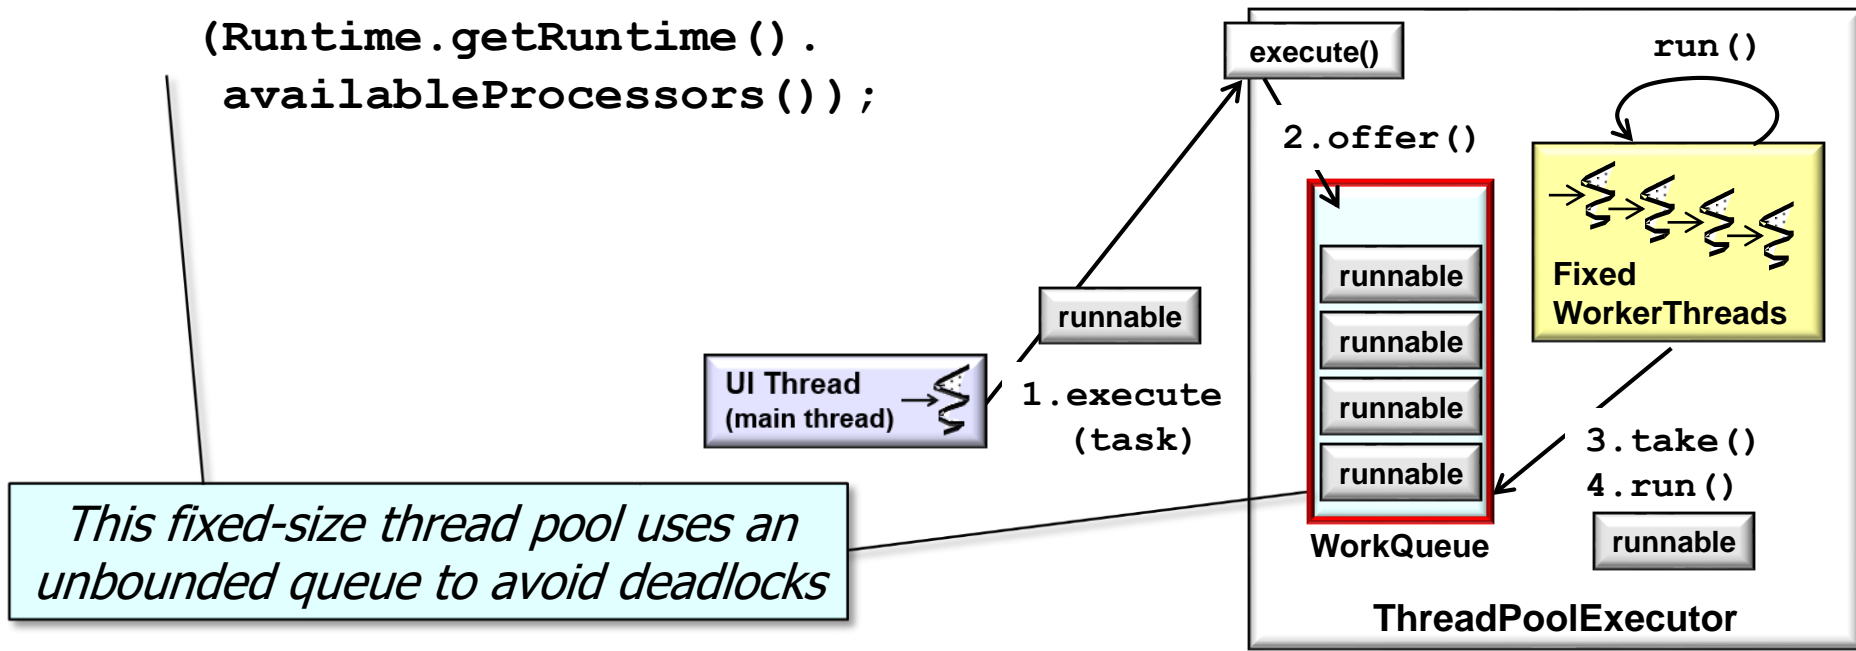 (Runtime.getRuntime().
availableProcessors());
execute()
run()
2.offer()
runnable
runnable
runnable
runnable
WorkQueue
Fixed
WorkerThreads
runnable
UI Thread
(main thread)
1.execute
(task)
3.take()
4.run()
runnable
ThreadPoolExecutor
This fixed-size thread pool uses an
unbounded queue to avoid deadlocks